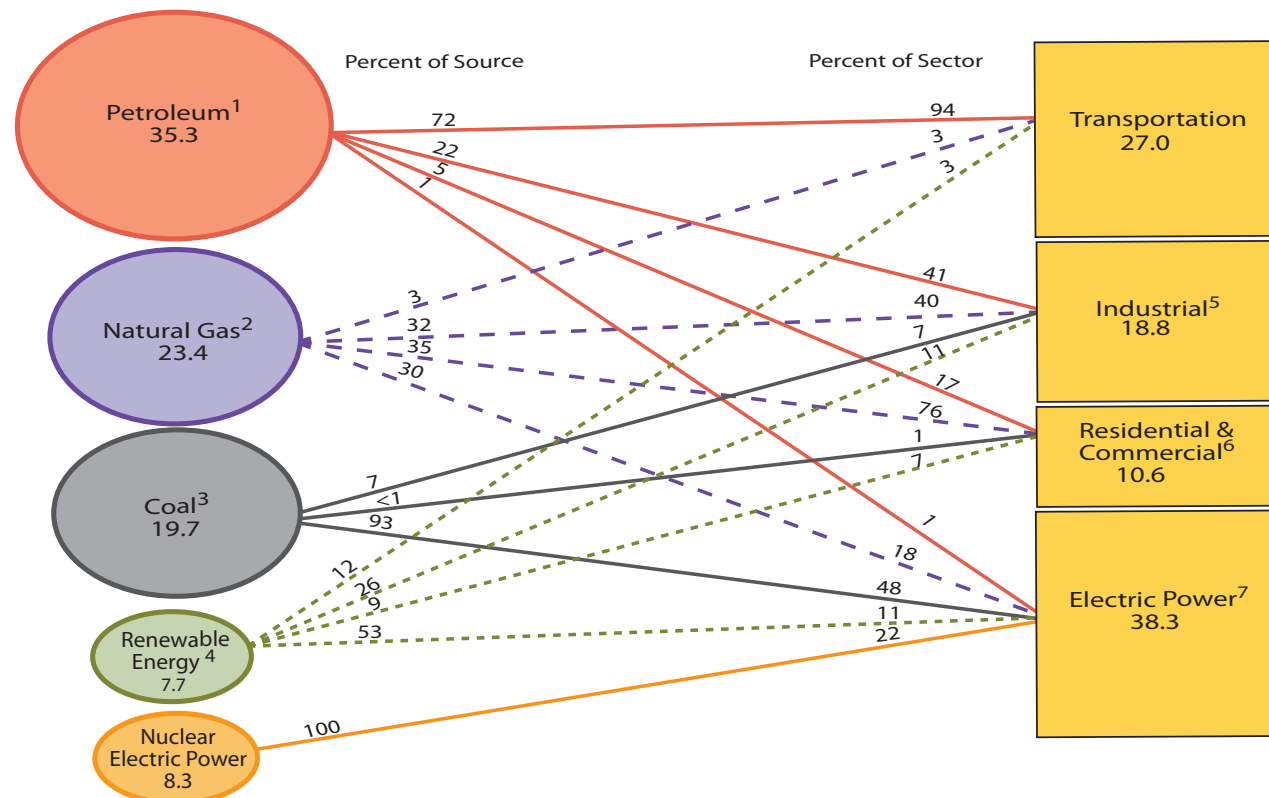 Percent of Source
Percent of Sector
Petroleum1
35.3
72
22
5
1
94
3
3
Transportation
27.0
Natural Gas2
23.4
3
32
35
30
41
40
7
11
Industrial5
18.8
17
76
1
7
Residential &
Commercial6
10.6
Coal3
19.7
7
<1
93
1
18
48
11
22
Electric Power7
38.3
Renewable
Energy 4
7.7
12
26
9
53
Nuclear
Electric Power
8.3
100